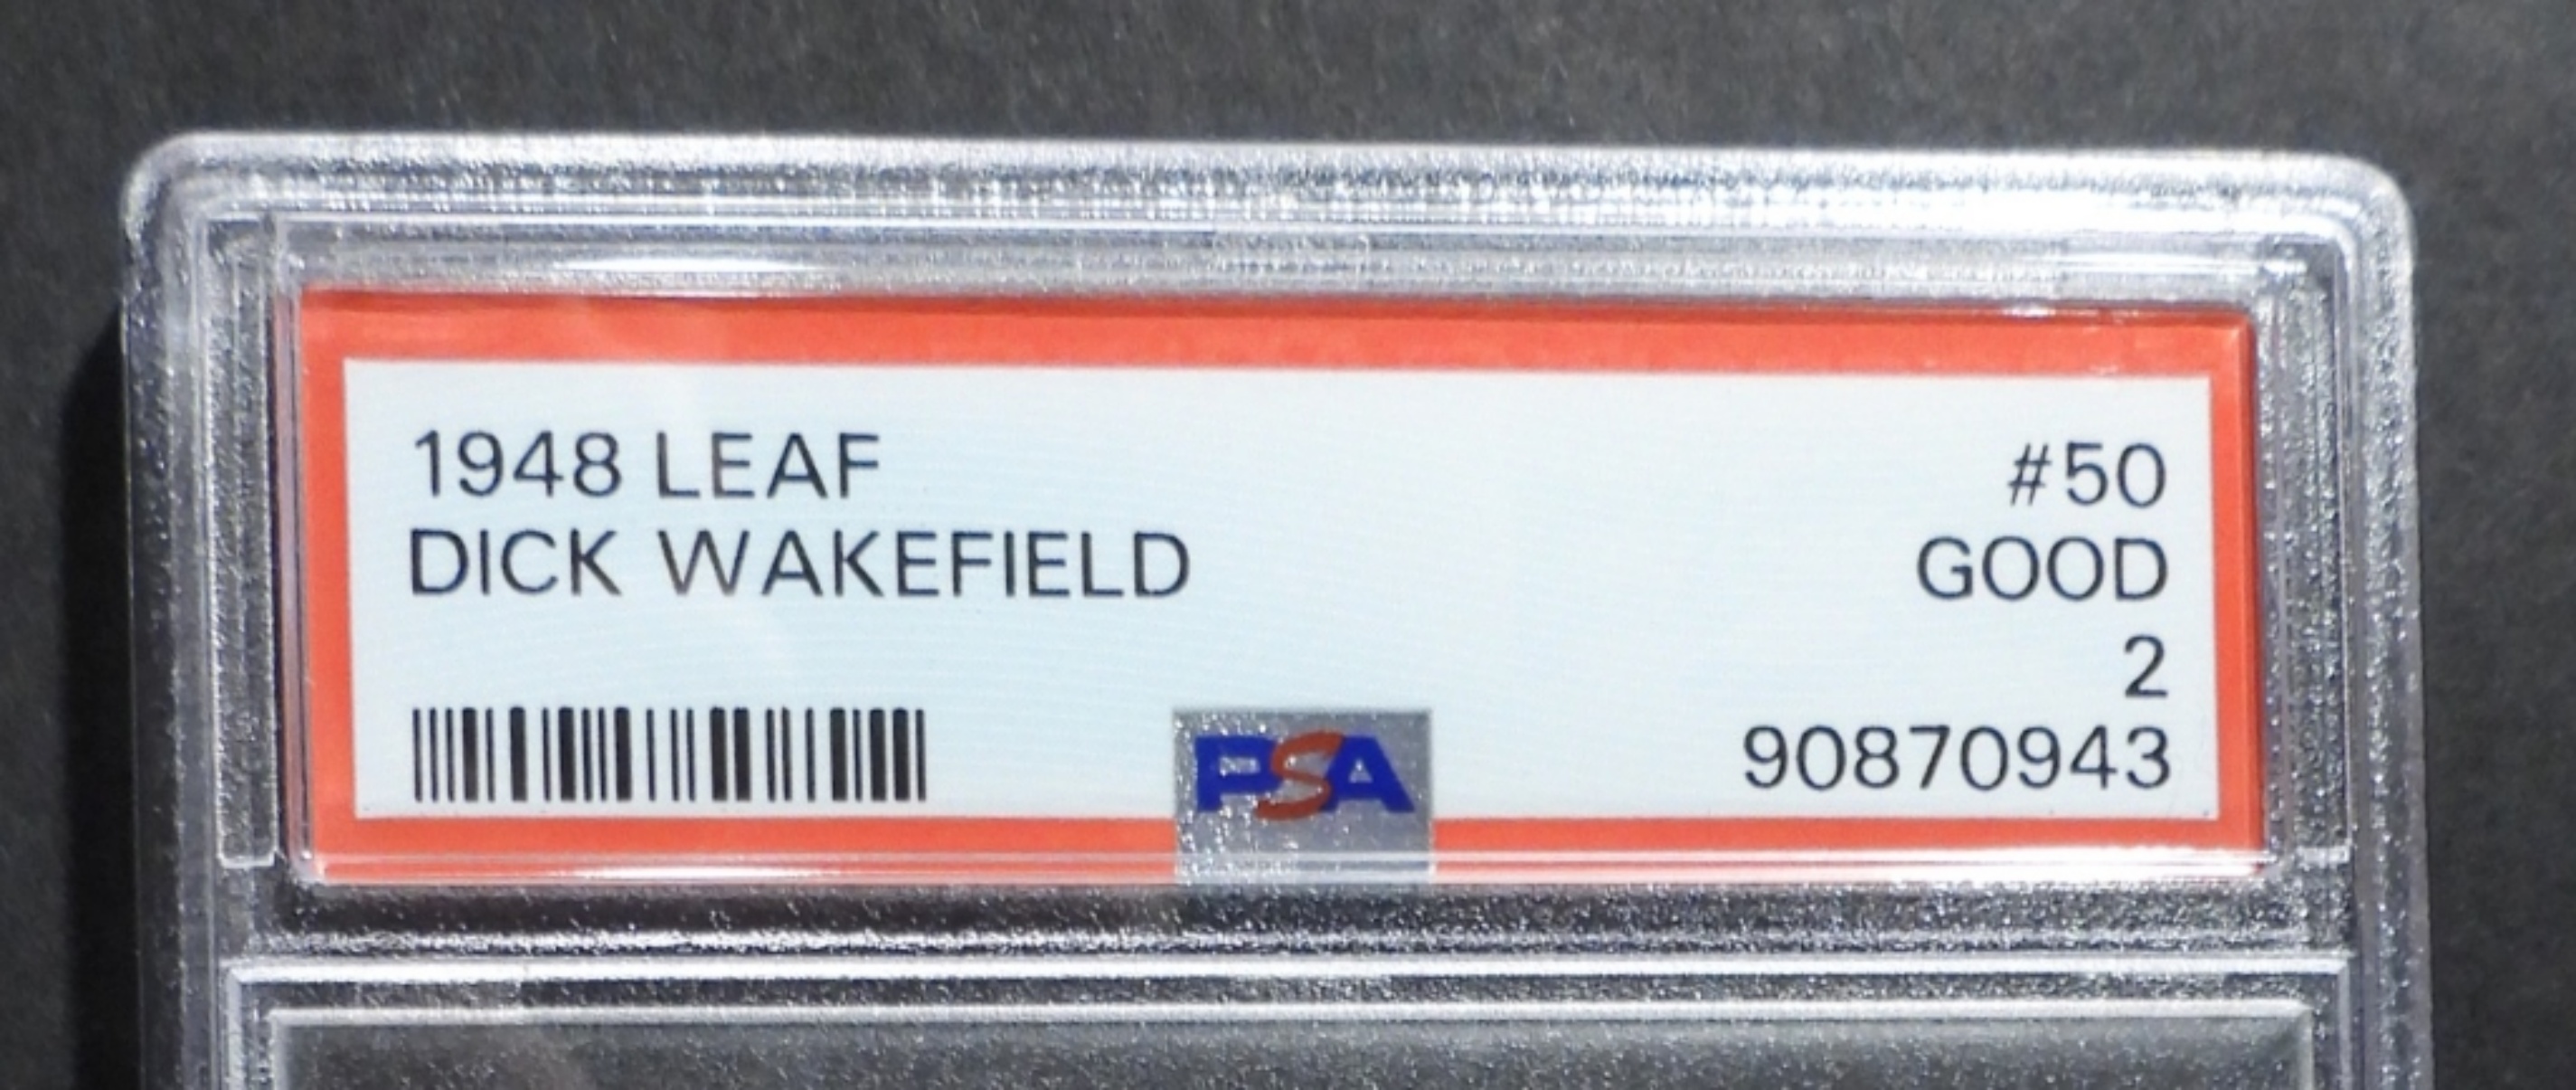 1948 LEAF #50
DICK WAKEFIELD GOOD
2
90870943
PSA